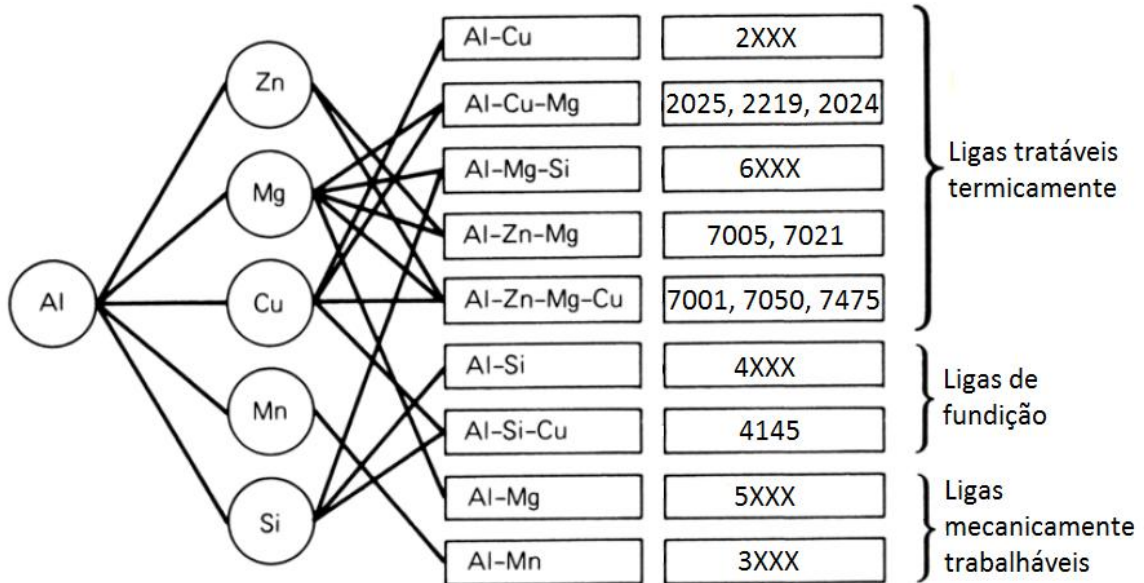 Al
Zn
Mg
Cu
Mn
Si
Al-Cu
2XXX
Al-Cu-Mg
2025, 2219, 2024
Al-Mg-Si
6XXX
Al-Zn-Mg
7005, 7021
Al-Zn-Mg-Cu
7001, 7050, 7475
Al-Si
4XXX
Al-Si-Cu
4145
Al-Mg
5XXX
Al-Mn
3XXX
Ligas tratáveis
termicamente
Ligas de
fundição
Ligas
mecanicamente
trabalháveis